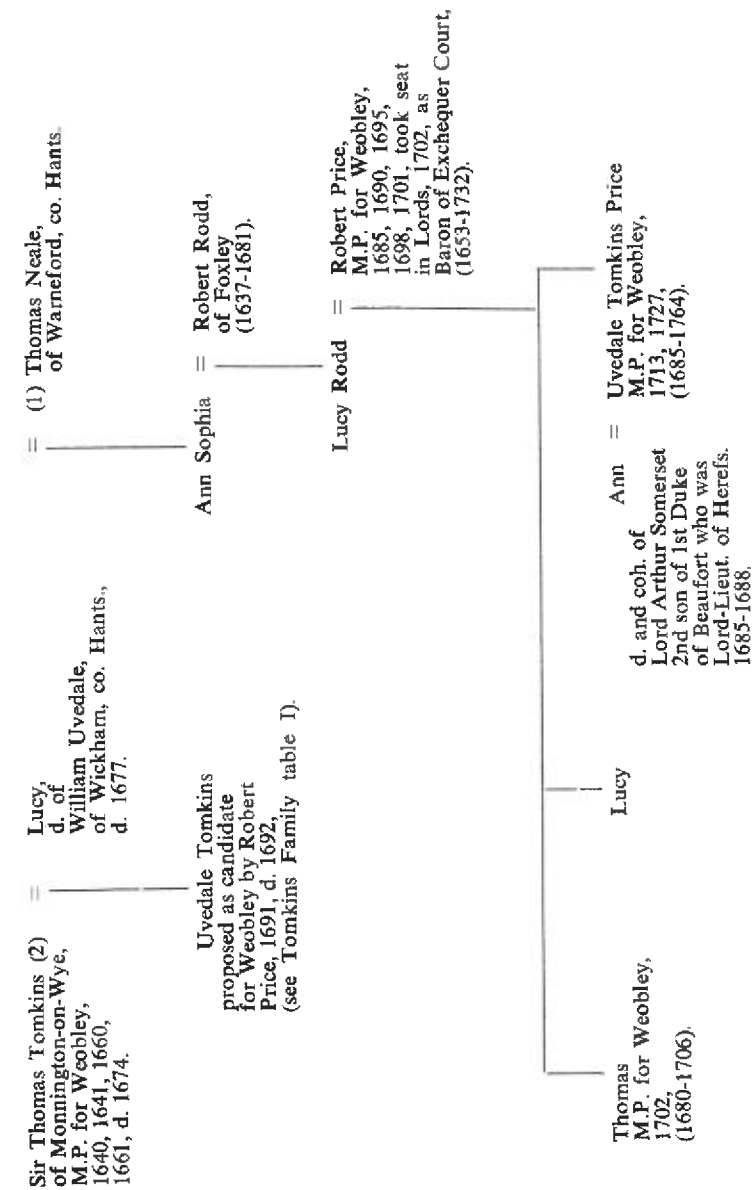 Sir Thomas Tomkins (2)
of Monnington-on-Wye,
M.P. for Weobley,
1640, 1641, 1660,
1661, d. 1674.
=
Lucy,
d. of
William Uvedale,
of Wickham, co. Hants.,
d. 1677.
=
(1) Thomas Neale,
of Warneford, co. Hants.
Uvedale Tomkins
proposed as candidate
for Weobley by Robert
Price, 1691, d. 1692,
(see Tomkins Family table I).
Ann Sophia
=
Robert Rodd,
of Foxley
(1637-1681).
Lucy Rodd
=
Robert Price,
M.P. for Weobley,
1685, 1690, 1695,
1698, 1701, took seat
in Lords, 1702, as
Baron of Exchequer Court,
(1653-1732).
Thomas
M.P. for Weobley,
1702,
(1680-1706).
Lucy
Ann
d. and coh. of
Lord Arthur Somerset
2nd son of 1st Duke
of Beaufort who was
Lord-Lieut. of Herefs.
1685-1688.
=
Uvedale Tomkins Price
M.P. for Weobley,
1713, 1727,
(1685-1764).